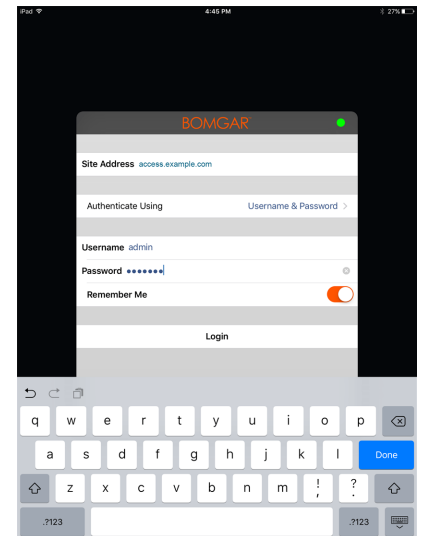 iPad 4:45 PM 27%
BOMGAR
Site Address access.example.com
Authenticate Using Username & Password >
Username admin
Password •••••••
Remember Me
Login
q w e r t y u i o p
a s d f g h j k l Done
z x c v b n m ! , ? .
.?123 .?123